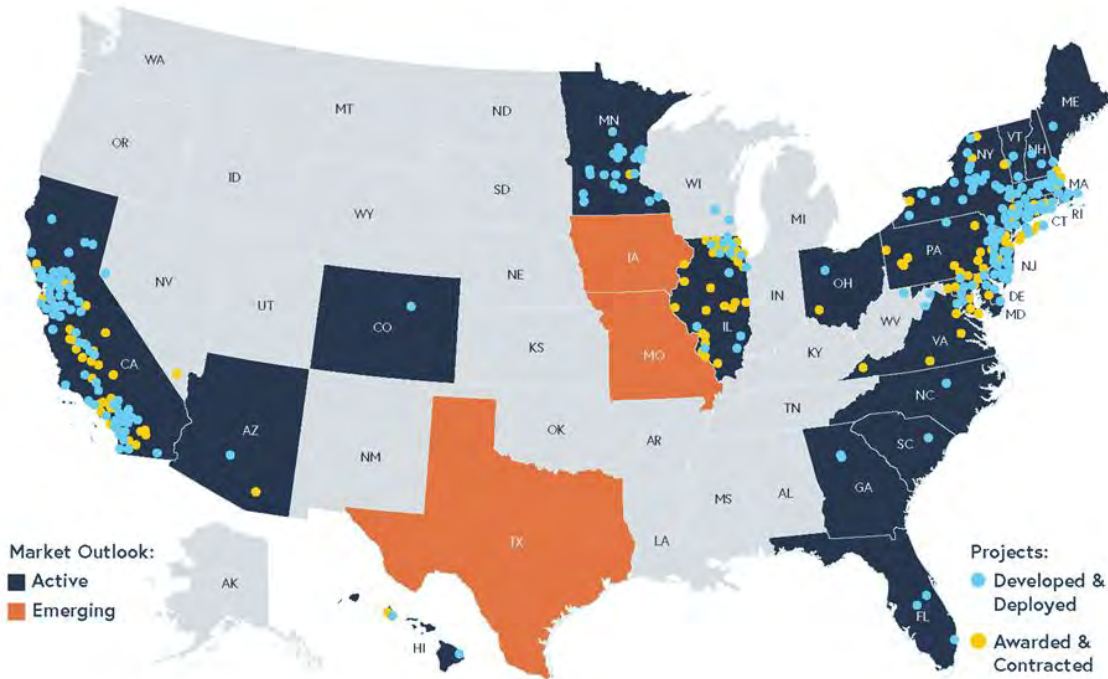 WA
MT
ND
MN
ME
VT
NH
NY
OR
ID
SD
WI
MI
MA
RI
CT
WY
PA
NJ
IA
NE
NV
UT
CO
IL
IN
OH
DE
MD
WV
VA
CA
KS
MO
KY
NC
TN
AZ
NM
OK
AR
SC
MS
AL
GA
TX
LA
Market Outlook:
Active
Emerging
AK
HI
FL
Projects:
Developed &
Deployed
Awarded &
Contracted